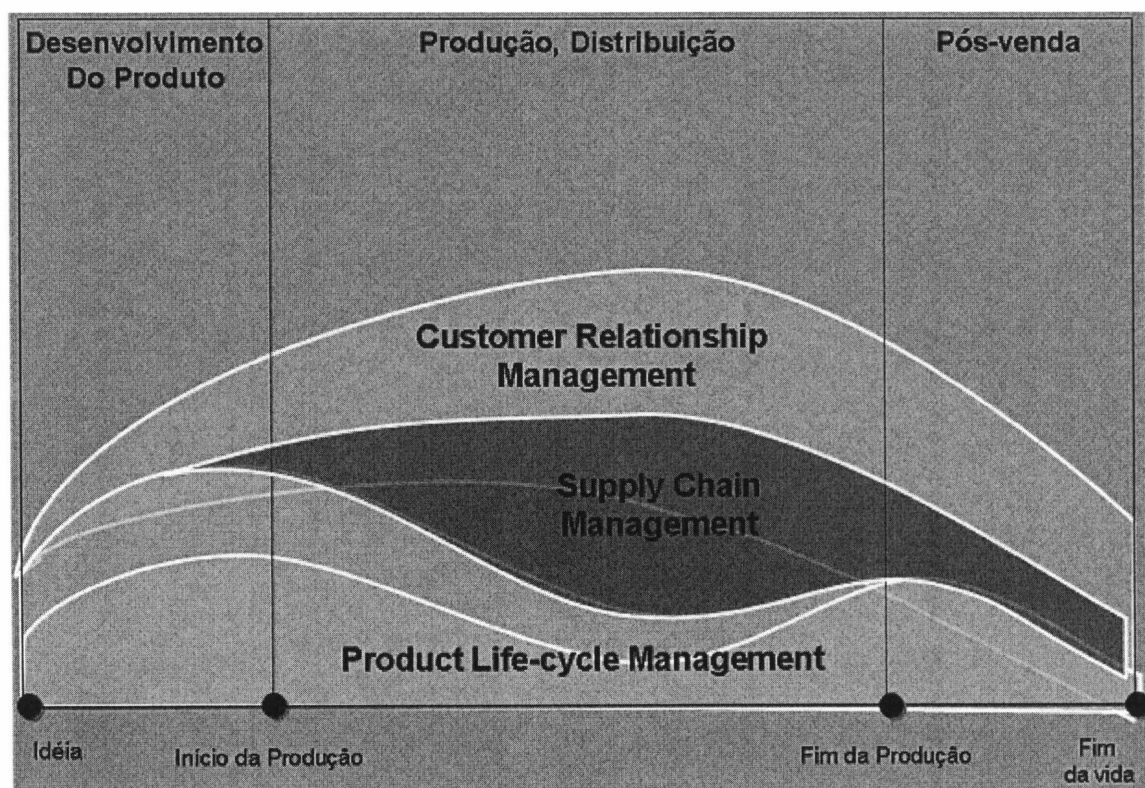 Desenvolvimento
Do Produto
Produção, Distribuição
Pós-venda
Customer Relationship
Management
Supply Chain
Management
Product Life-cycle Management
Idéia
Início da Produção
Fim da Produção
Fim
da vida